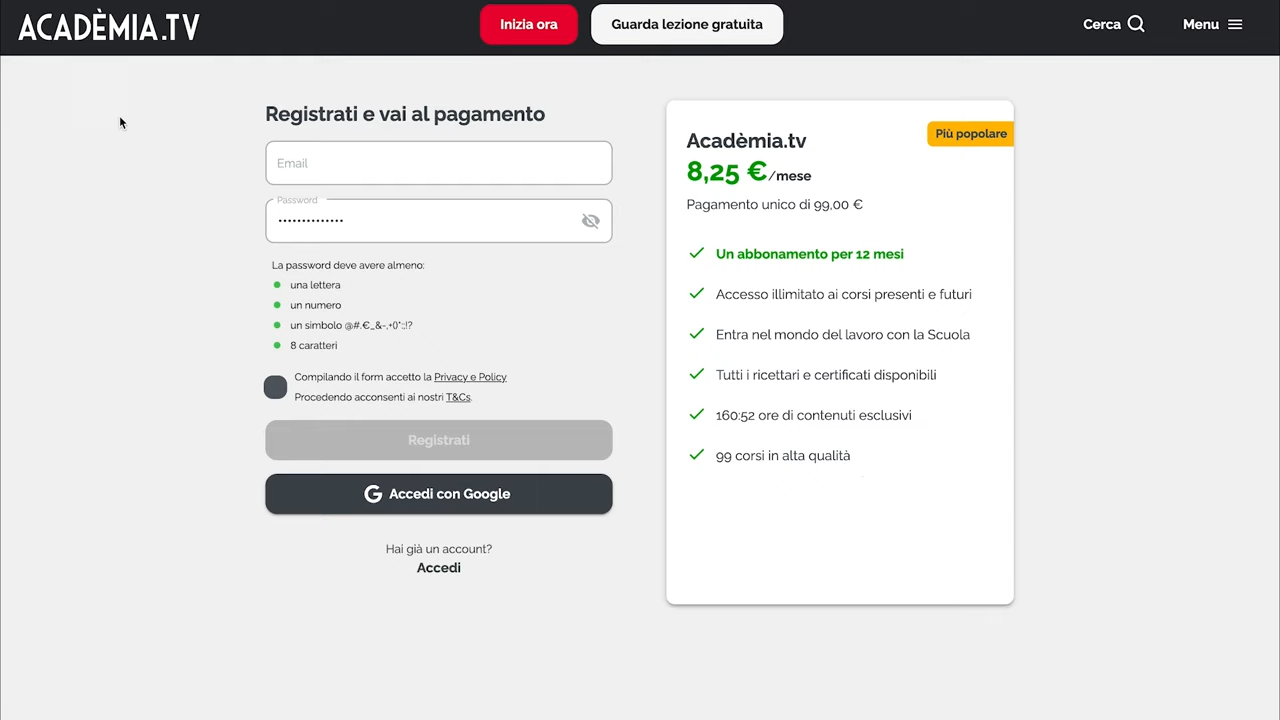 ACADÈMIA.TV
Inizia ora
Guarda lezione gratuita
Cerca
Menu
Registrati e vai al pagamento
Email
Password
••••••••••••••
La password deve avere almeno:
una lettera
un numero
un simbolo @#.€_&-,+()*:;!?
8 caratteri
Compilando il form accetto la Privacy e Policy
Procedendo acconsenti ai nostri T&Cs.
Registrati
Accedi con Google
Hai già un account?
Accedi
Più popolare
Acadèmia.tv
8,25 €/mese
Pagamento unico di 99,00 €
Un abbonamento per 12 mesi
Accesso illimitato ai corsi presenti e futuri
Entra nel mondo del lavoro con la Scuola
Tutti i ricettari e certificati disponibili
160:52 ore di contenuti esclusivi
99 corsi in alta qualità